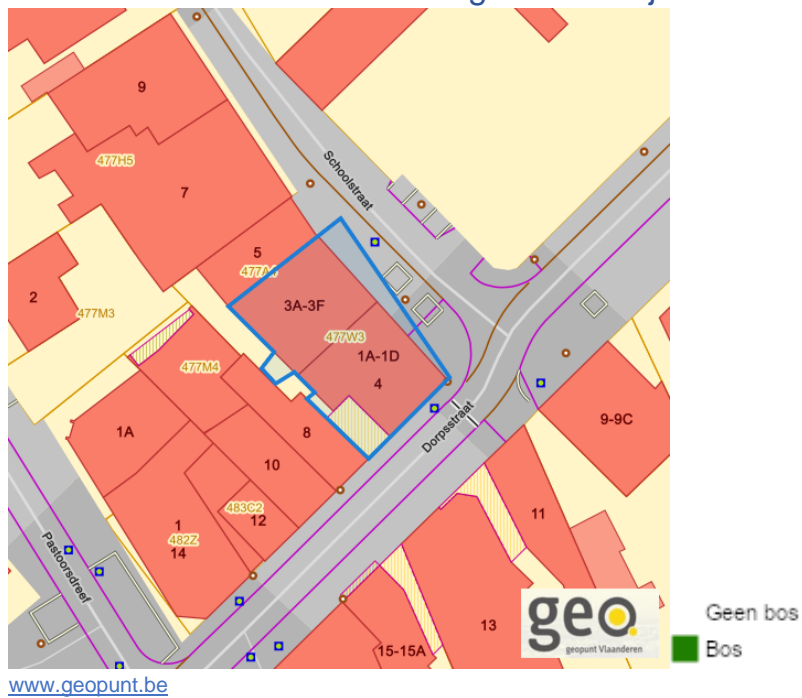 9
477H5
7
Schoolstraat
5
2
477M3
3A-3F
477W3
1A-1D
4
477M4
1A
8
10
9-9C
Dorpsstraat
483C2
12
11
1
482Z
14
Pastoorsdreef
13
15-15A
geo.
geopunt Vlaanderen
Geen bos
Bos
www.geopunt.be